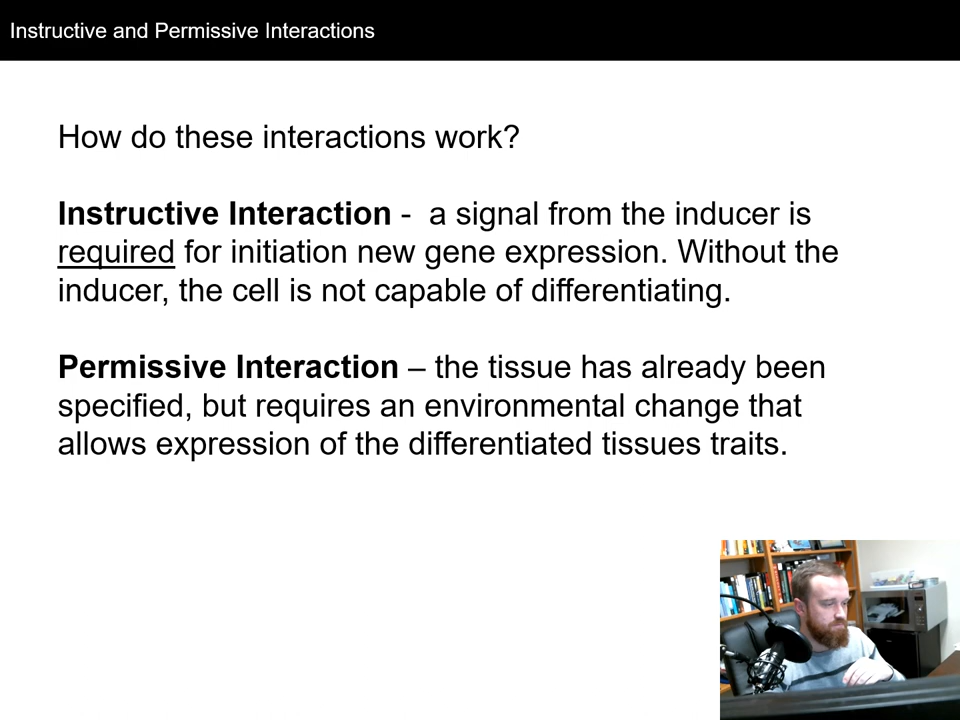 Instructive and Permissive Interactions
How do these interactions work?
Instructive Interaction -  a signal from the inducer is
required for initiation new gene expression. Without the
inducer, the cell is not capable of differentiating.
Permissive Interaction – the tissue has already been
specified, but requires an environmental change that
allows expression of the differentiated tissues traits.